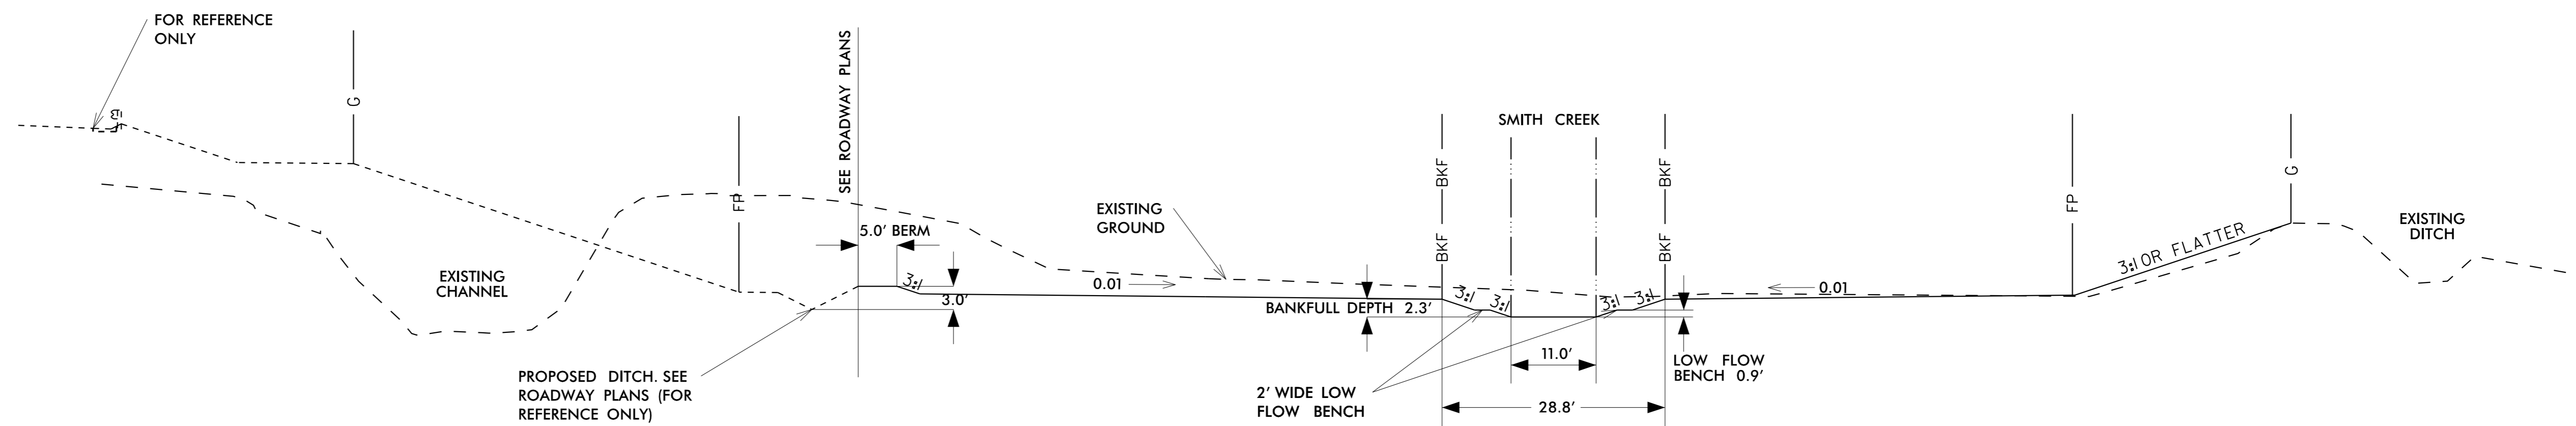 FOR REFERENCE
ONLY
G
SEE ROADWAY PLANS
FP
5.0' BERM
3:1
3.0'
EXISTING
CHANNEL
PROPOSED DITCH. SEE
ROADWAY PLANS (FOR
REFERENCE ONLY)
EXISTING
GROUND
0.01
SMITH CREEK
BKF
BKF
BKF
BKF
3:1
3:1
3:1
3:1
BANKFULL DEPTH 2.3'
11.0'
28.8'
2' WIDE LOW
FLOW BENCH
LOW FLOW
BENCH 0.9'
0.01
FP
3:1 OR FLATTER
G
EXISTING
DITCH